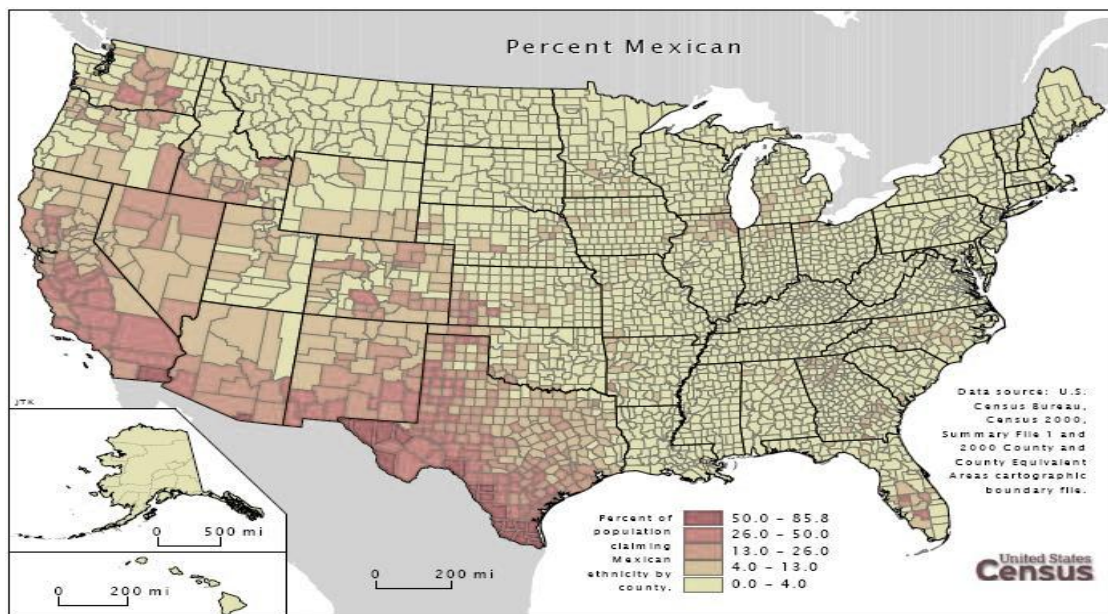 Percent Mexican
JTK
Data source: U.S.
Census Bureau,
Census 2000,
Summary File 1 and
2000 County and
County Equivalent
Areas cartographic
boundary file.
0 500 mi
0 200 mi
0 200 mi
Percent of
population
claiming
Mexican
ethnicity by
county.
50.0 – 85.8
26.0 – 50.0
13.0 – 26.0
4.0 – 13.0
0.0 – 4.0
United States
Census